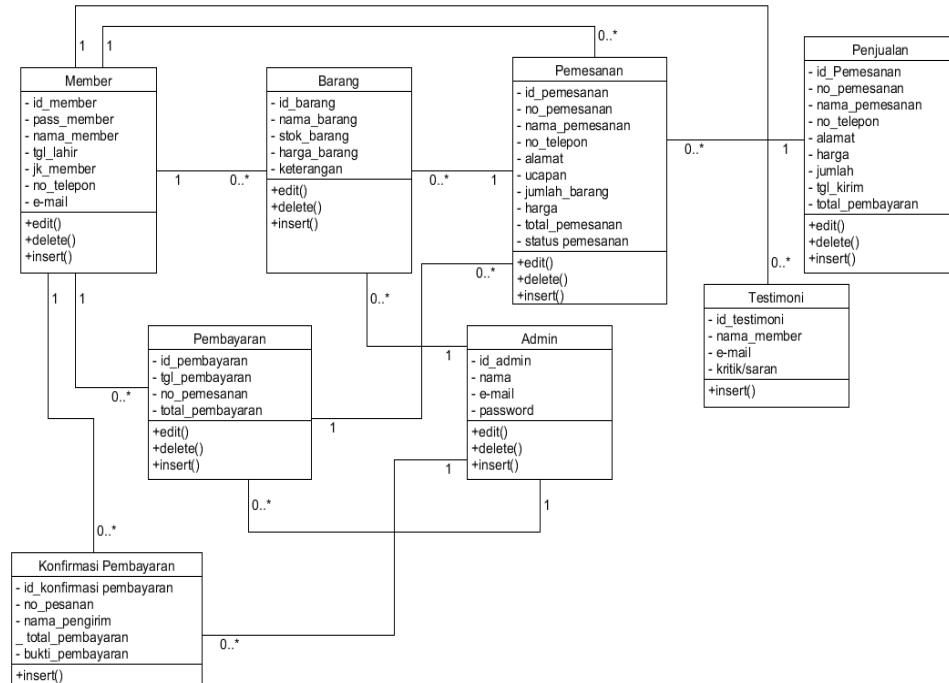 1
1
0..*
Member
- id_member
- pass_member
- nama_member
- tgl_lahir
- jk_member
- no_telepon
- e-mail
+edit()
+delete()
+insert()
1
0..*
Barang
- id_barang
- nama_barang
- stok_barang
- harga_barang
- keterangan
+edit()
+delete()
+insert()
0..*
1
Pemesanan
- id_pemesanan
- no_pemesanan
- nama_pemesanan
- no_telepon
- alamat
- ucapan
- jumlah_barang
- harga
- total_pemesanan
- status pemesanan
+edit()
+delete()
+insert()
0..*
1
Penjualan
- id_Pemesanan
- no_pemesanan
- nama_pemesanan
- no_telepon
- alamat
- harga
- jumlah
- tgl_kirim
- total_pembayaran
+edit()
+delete()
+insert()
0..*
0..*
Testimoni
- id_testimoni
- nama_member
- e-mail
- kritik/saran
+insert()
1
1
0..*
Pembayaran
- id_pembayaran
- tgl_pembayaran
- no_pemesanan
- total_pembayaran
+edit()
+delete()
+insert()
0..*
1
1
Admin
- id_admin
- nama
- e-mail
- password
+edit()
+delete()
+insert()
1
0..*
1
0..*
Konfirmasi Pembayaran
- id_konfirmasi pembayaran
- no_pesanan
- nama_pengirim
_ total_pembayaran
- bukti_pembayaran
+insert()
0..*